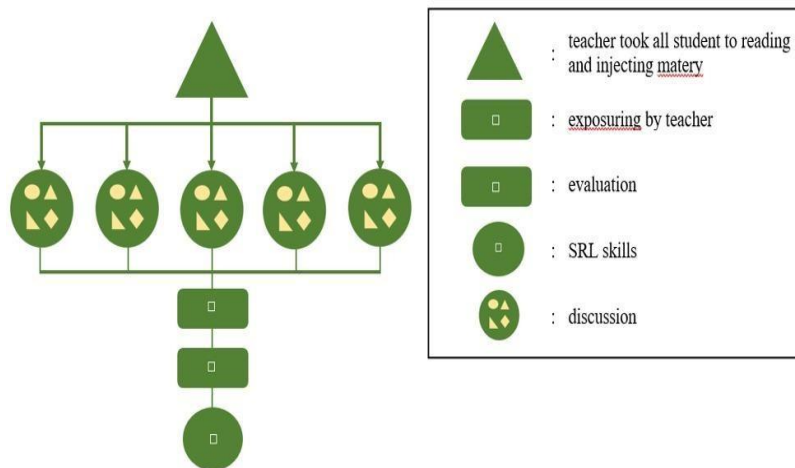 : teacher took all student to reading
and injecting matery
: exposuring by teacher
: evaluation
: SRL skills
: discussion